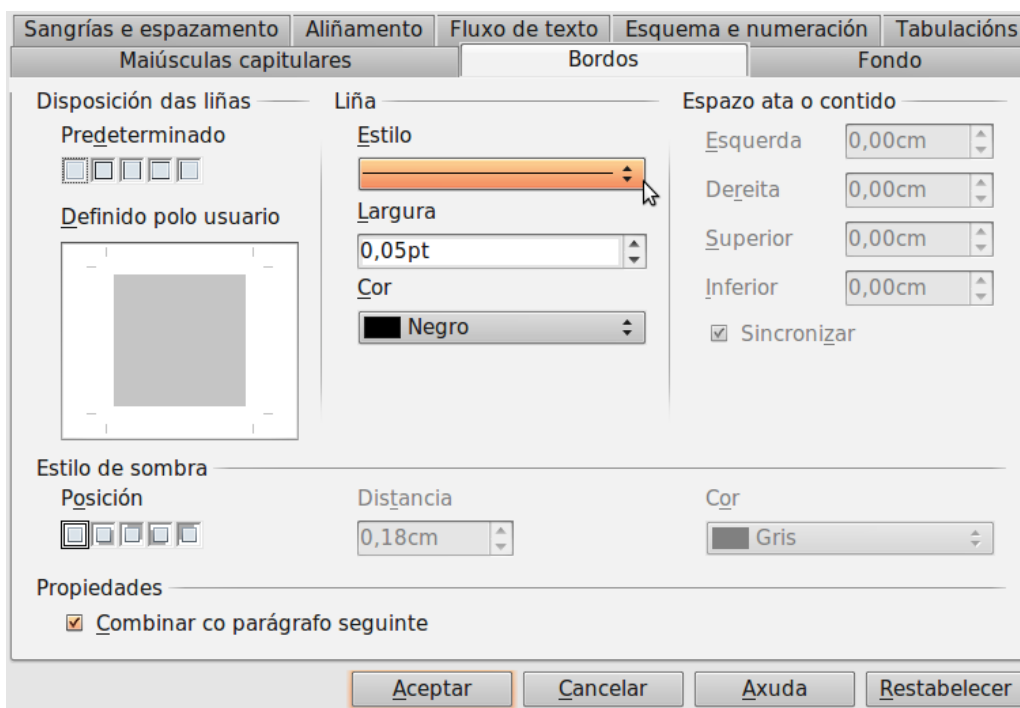 Sangrías e espazamento Aliñamento Fluxo de texto Esquema e numeración Tabulacións
Maiúsculas capitulares Bordos Fondo
Disposición das liñas
Predeterminado
Definido polo usuario
Liña
Estilo
Largura
0,05pt
Cor
Negro
Espazo ata o contido
Esquerda 0,00cm
Dereita 0,00cm
Superior 0,00cm
Inferior 0,00cm
Sincronizar
Estilo de sombra
Posición
Distancia
0,18cm
Cor
Gris
Propiedades
Combinar co parágrafo seguinte
Aceptar Cancelar Axuda Restabelecer